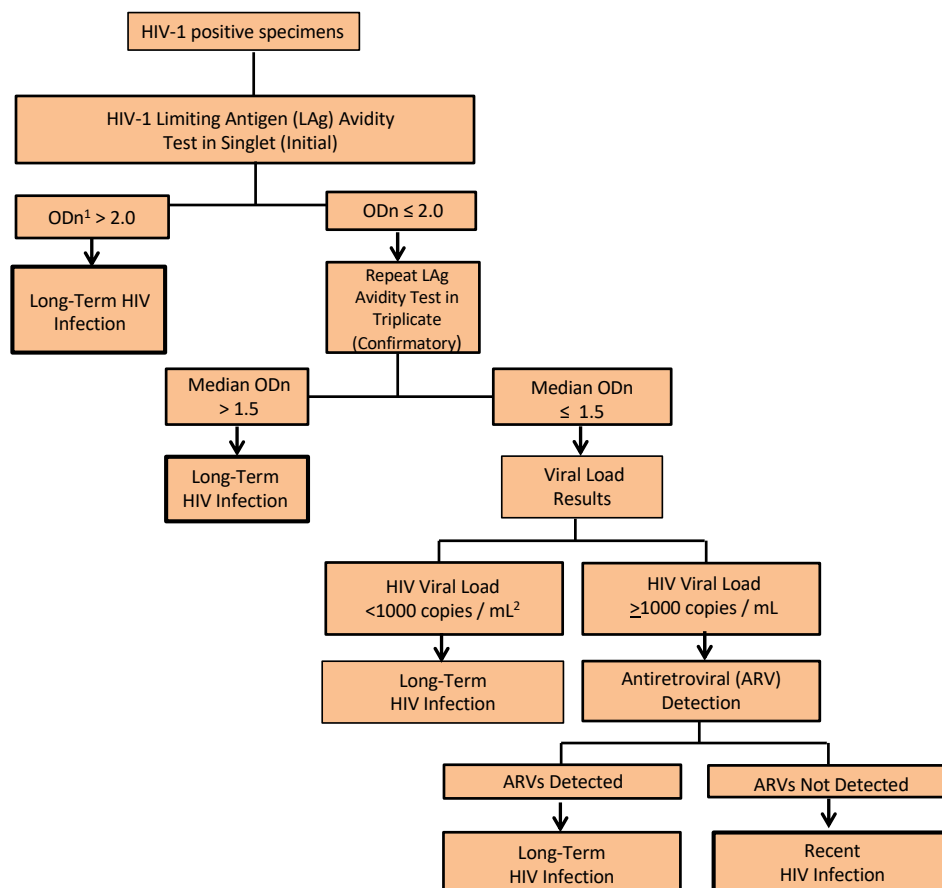 HIV-1 positive specimens
HIV-1 Limiting Antigen (LAg) Avidity
Test in Singlet (Initial)
ODn¹ > 2.0
ODn ≤ 2.0
Long-Term HIV
Infection
Repeat LAg
Avidity Test in
Triplicate
(Confirmatory)
Median ODn
> 1.5
Median ODn
≤ 1.5
Long-Term
HIV Infection
Viral Load
Results
HIV Viral Load
<1000 copies / mL²
HIV Viral Load
≥1000 copies / mL
Long-Term
HIV Infection
Antiretroviral (ARV)
Detection
ARVs Detected
ARVs Not Detected
Long-Term
HIV Infection
Recent
HIV Infection